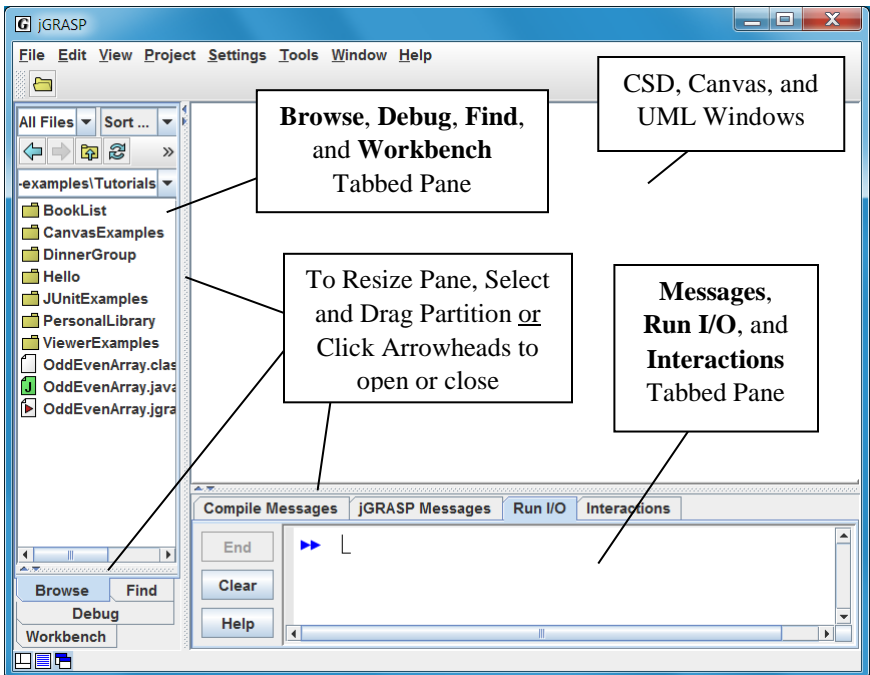 jGRASP
File Edit View Project Settings Tools Window Help
CSD, Canvas, and
UML Windows
All Files Sort ...
Browse, Debug, Find,
and Workbench
Tabbed Pane
»
-examples\Tutorials
BookList
CanvasExamples
DinnerGroup
Hello
JUnitExamples
PersonalLibrary
ViewerExamples
OddEvenArray.clas
OddEvenArray.java
OddEvenArray.jgra
To Resize Pane, Select
and Drag Partition or
Click Arrowheads to
open or close
Messages,
Run I/O, and
Interactions
Tabbed Pane
Compile Messages jGRASP Messages Run I/O Interactions
End
Clear
Help
Browse Find
Debug
Workbench